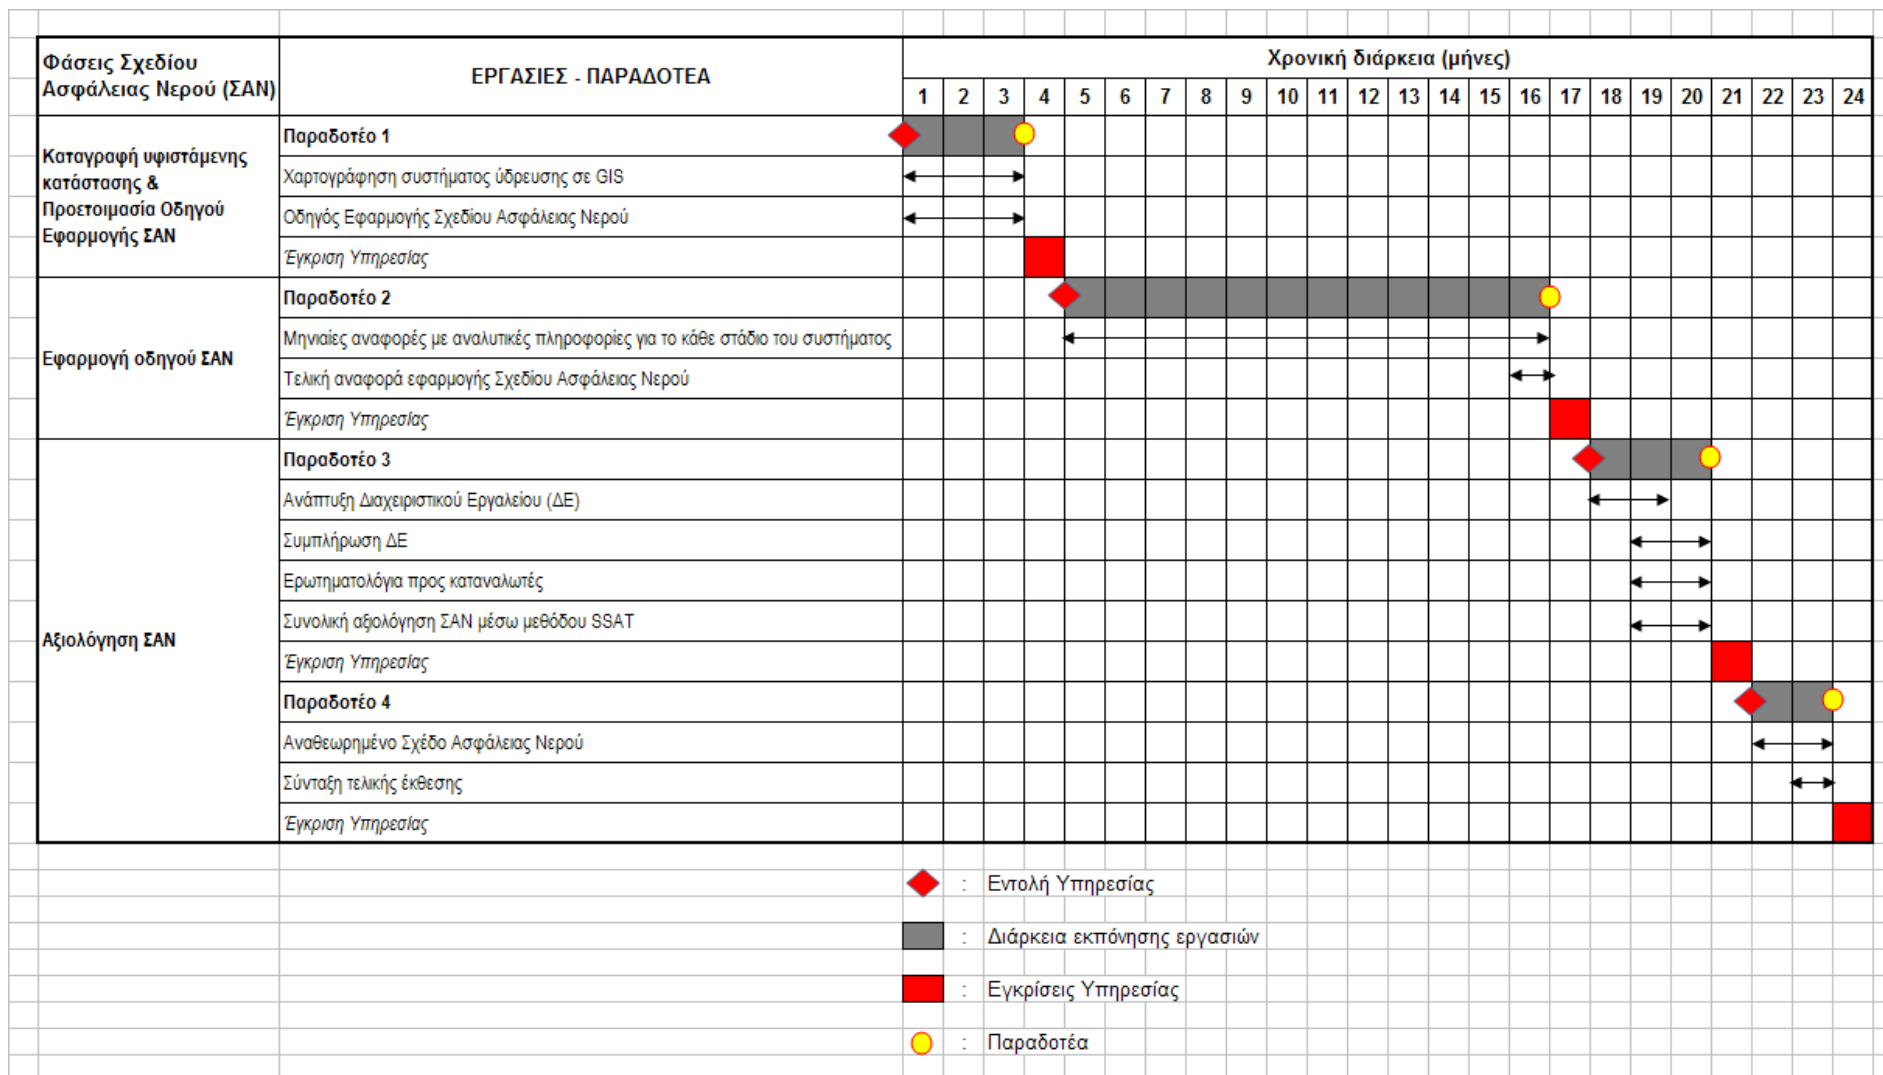 Φάσεις Σχεδίου
Ασφάλειας Νερού (ΣΑΝ)
ΕΡΓΑΣΙΕΣ - ΠΑΡΑΔΟΤΕΑ
Χρονική διάρκεια (μήνες)
1 2 3 4 5 6 7 8 9 10 11 12 13 14 15 16 17 18 19 20 21 22 23 24
Καταγραφή υφιστάμενης
κατάστασης &
Προετοιμασία Οδηγού
Εφαρμογής ΣΑΝ
Παραδοτέο 1
Χαρτογράφηση συστήματος ύδρευσης σε GIS
Οδηγός Εφαρμογής Σχεδίου Ασφάλειας Νερού
Έγκριση Υπηρεσίας
Εφαρμογή οδηγού ΣΑΝ
Παραδοτέο 2
Μηνιαίες αναφορές με αναλυτικές πληροφορίες για το κάθε στάδιο του συστήματος
Τελική αναφορά εφαρμογής Σχεδίου Ασφάλειας Νερού
Έγκριση Υπηρεσίας
Αξιολόγηση ΣΑΝ
Παραδοτέο 3
Ανάπτυξη Διαχειριστικού Εργαλείου (ΔΕ)
Συμπλήρωση ΔΕ
Ερωτηματολόγια προς καταναλωτές
Συνολική αξιολόγηση ΣΑΝ μέσω μεθόδου SSAT
Έγκριση Υπηρεσίας
Παραδοτέο 4
Αναθεωρημένο Σχέδο Ασφάλειας Νερού
Σύνταξη τελικής έκθεσης
Έγκριση Υπηρεσίας
: Εντολή Υπηρεσίας
: Διάρκεια εκπόνησης εργασιών
: Εγκρίσεις Υπηρεσίας
: Παραδοτέα